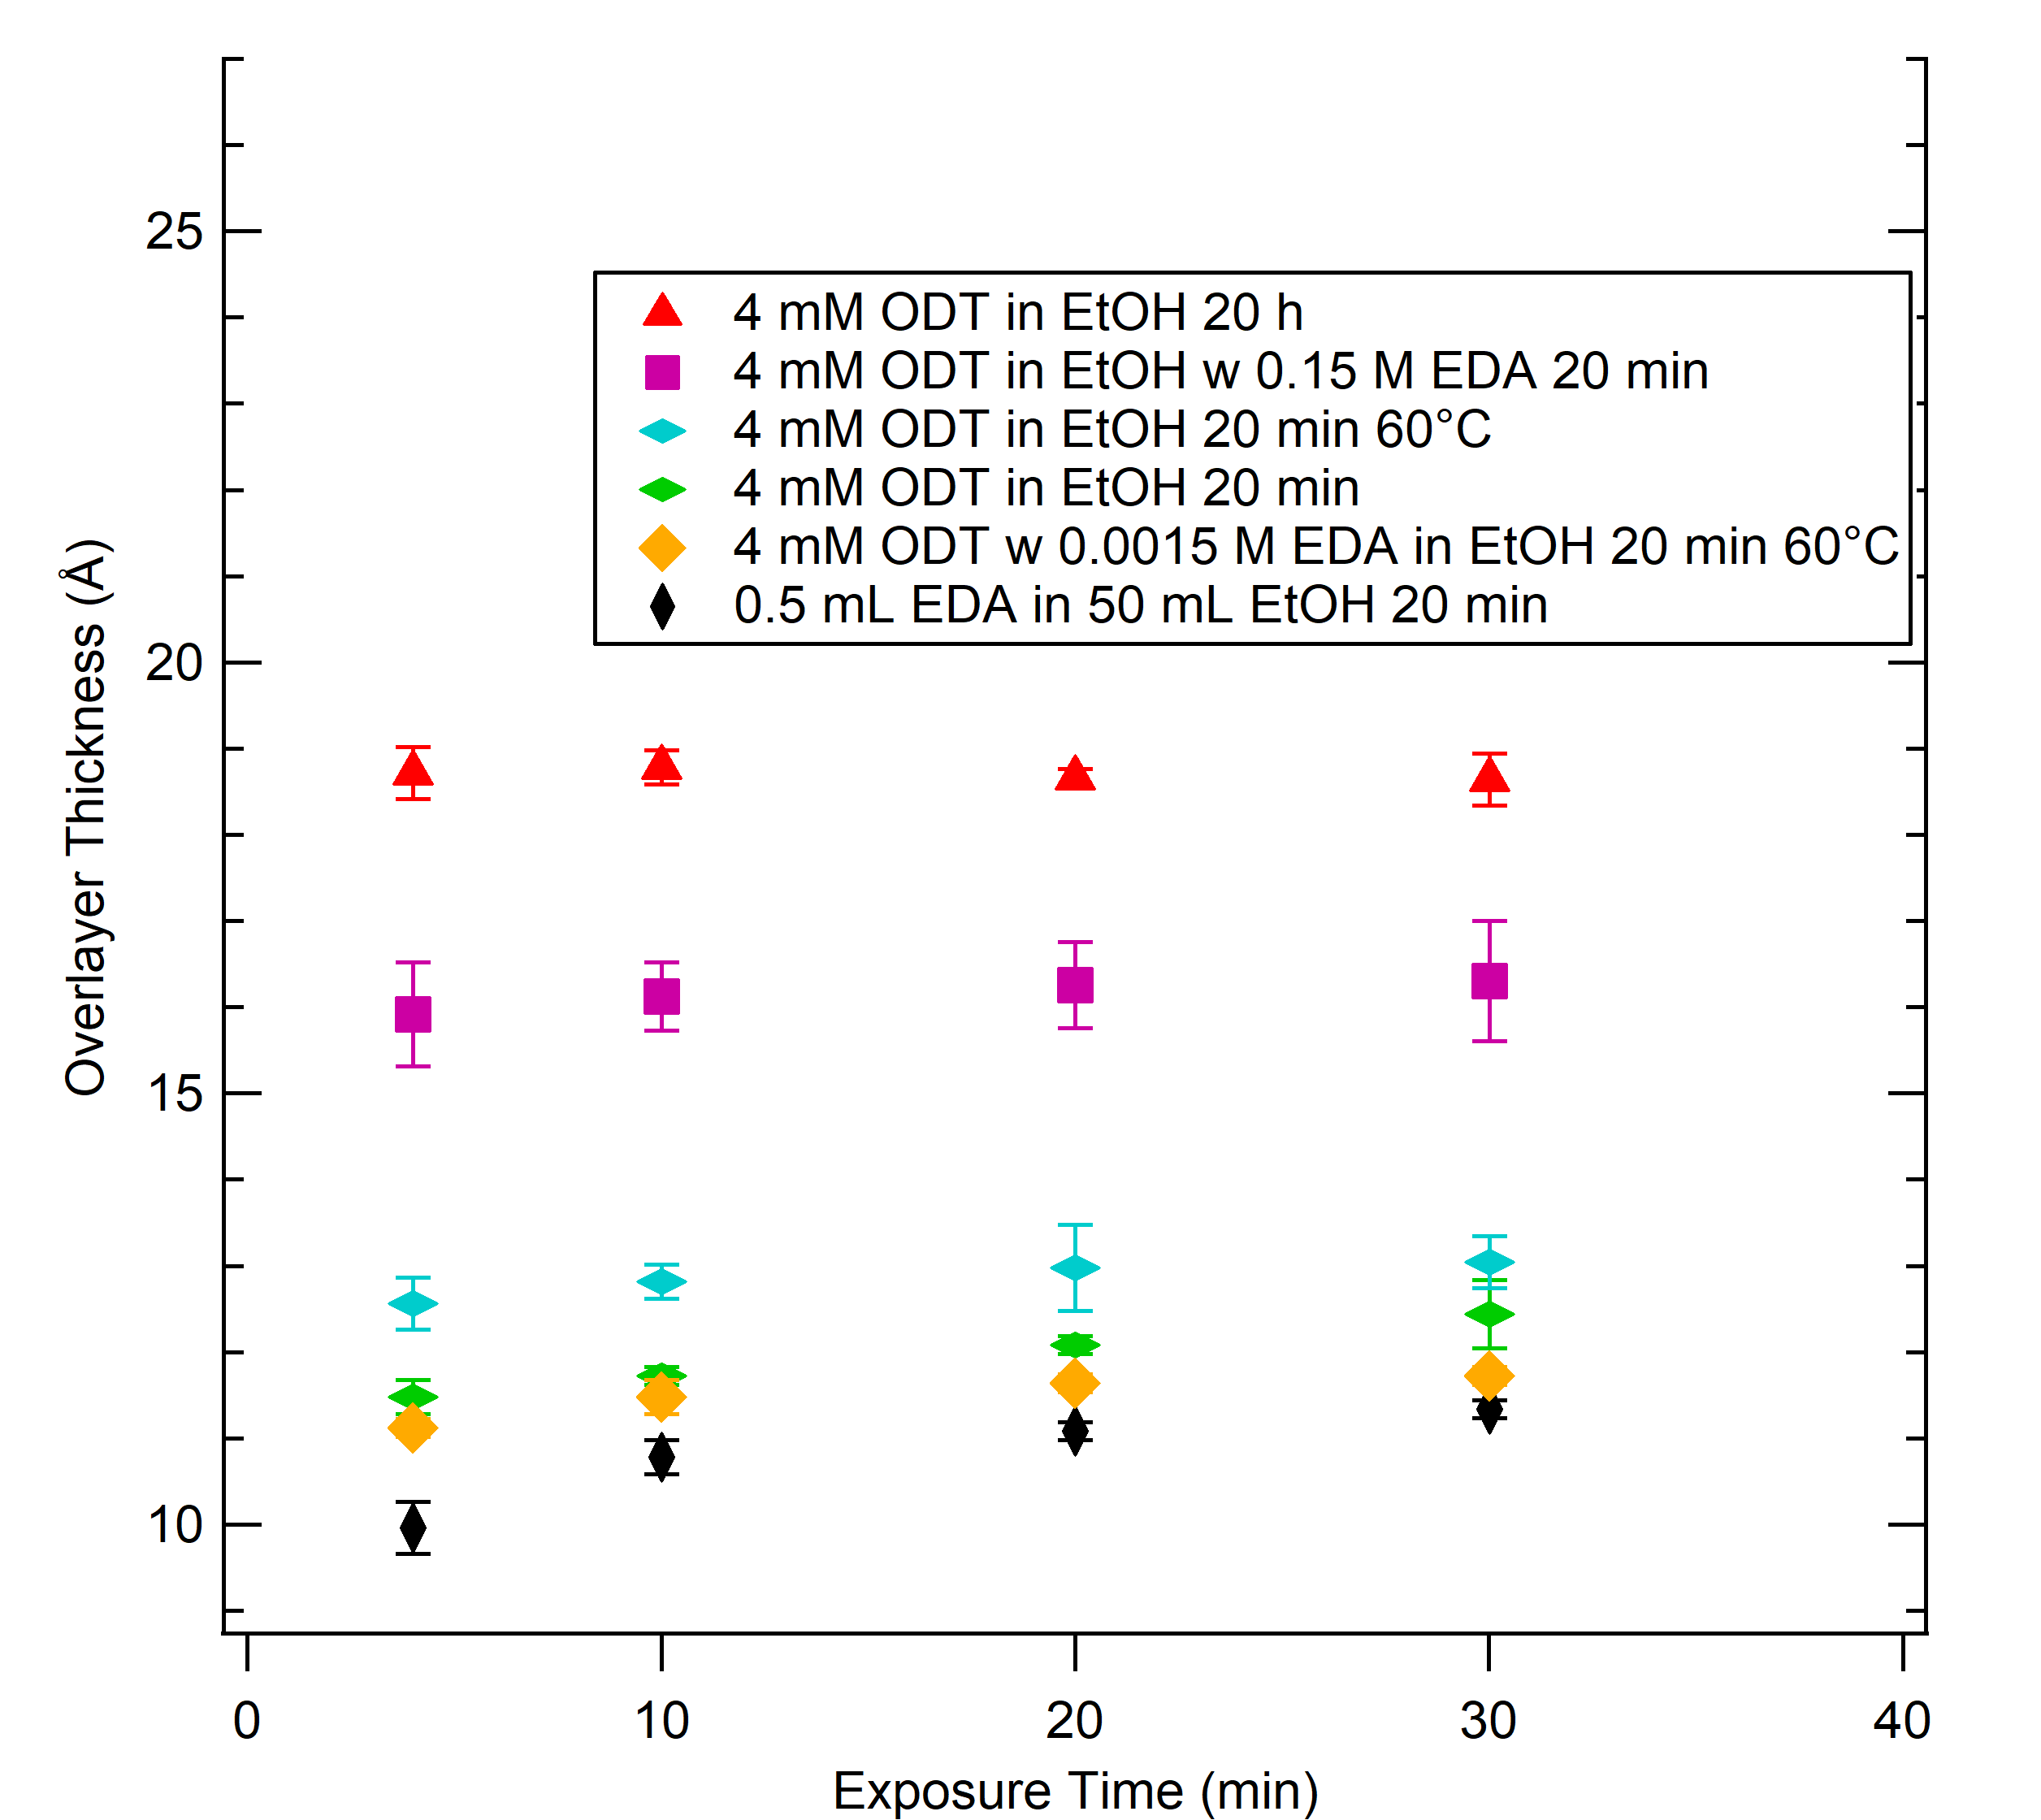 25
20
15
10
Overlayer Thickness (Å)
4 mM ODT in EtOH 20 h
4 mM ODT in EtOH w 0.15 M EDA 20 min
4 mM ODT in EtOH 20 min 60°C
4 mM ODT in EtOH 20 min
4 mM ODT w 0.0015 M EDA in EtOH 20 min 60°C
0.5 mL EDA in 50 mL EtOH 20 min
0 10 20 30 40
Exposure Time (min)